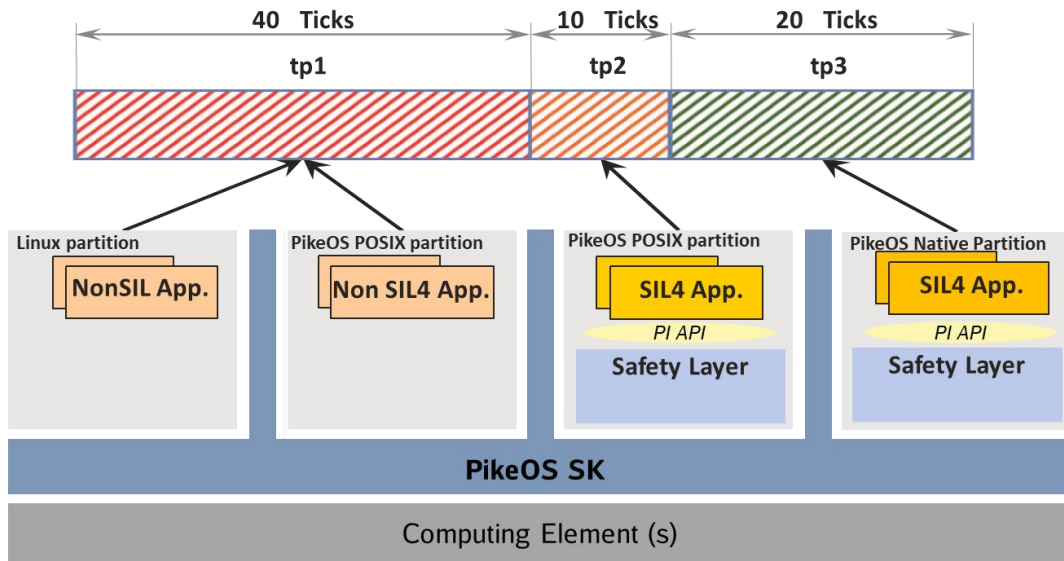 40 Ticks
10 Ticks
20 Ticks
tp1
tp2
tp3
Linux partition
NonSIL App.
PikeOS POSIX partition
Non SIL4 App.
PikeOS POSIX partition
SIL4 App.
PI API
Safety Layer
PikeOS Native Partition
SIL4 App.
PI API
Safety Layer
PikeOS SK
Computing Element (s)